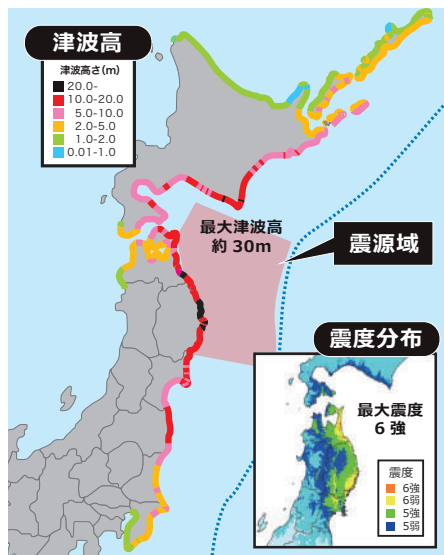 津波高
津波高さ(m)
20.0-
10.0-20.0
5.0-10.0
2.0-5.0
1.0-2.0
0.01-1.0
最大津波高
約 30m
震源域
震度分布
最大震度
6 強
震度
6強
6弱
5強
5弱